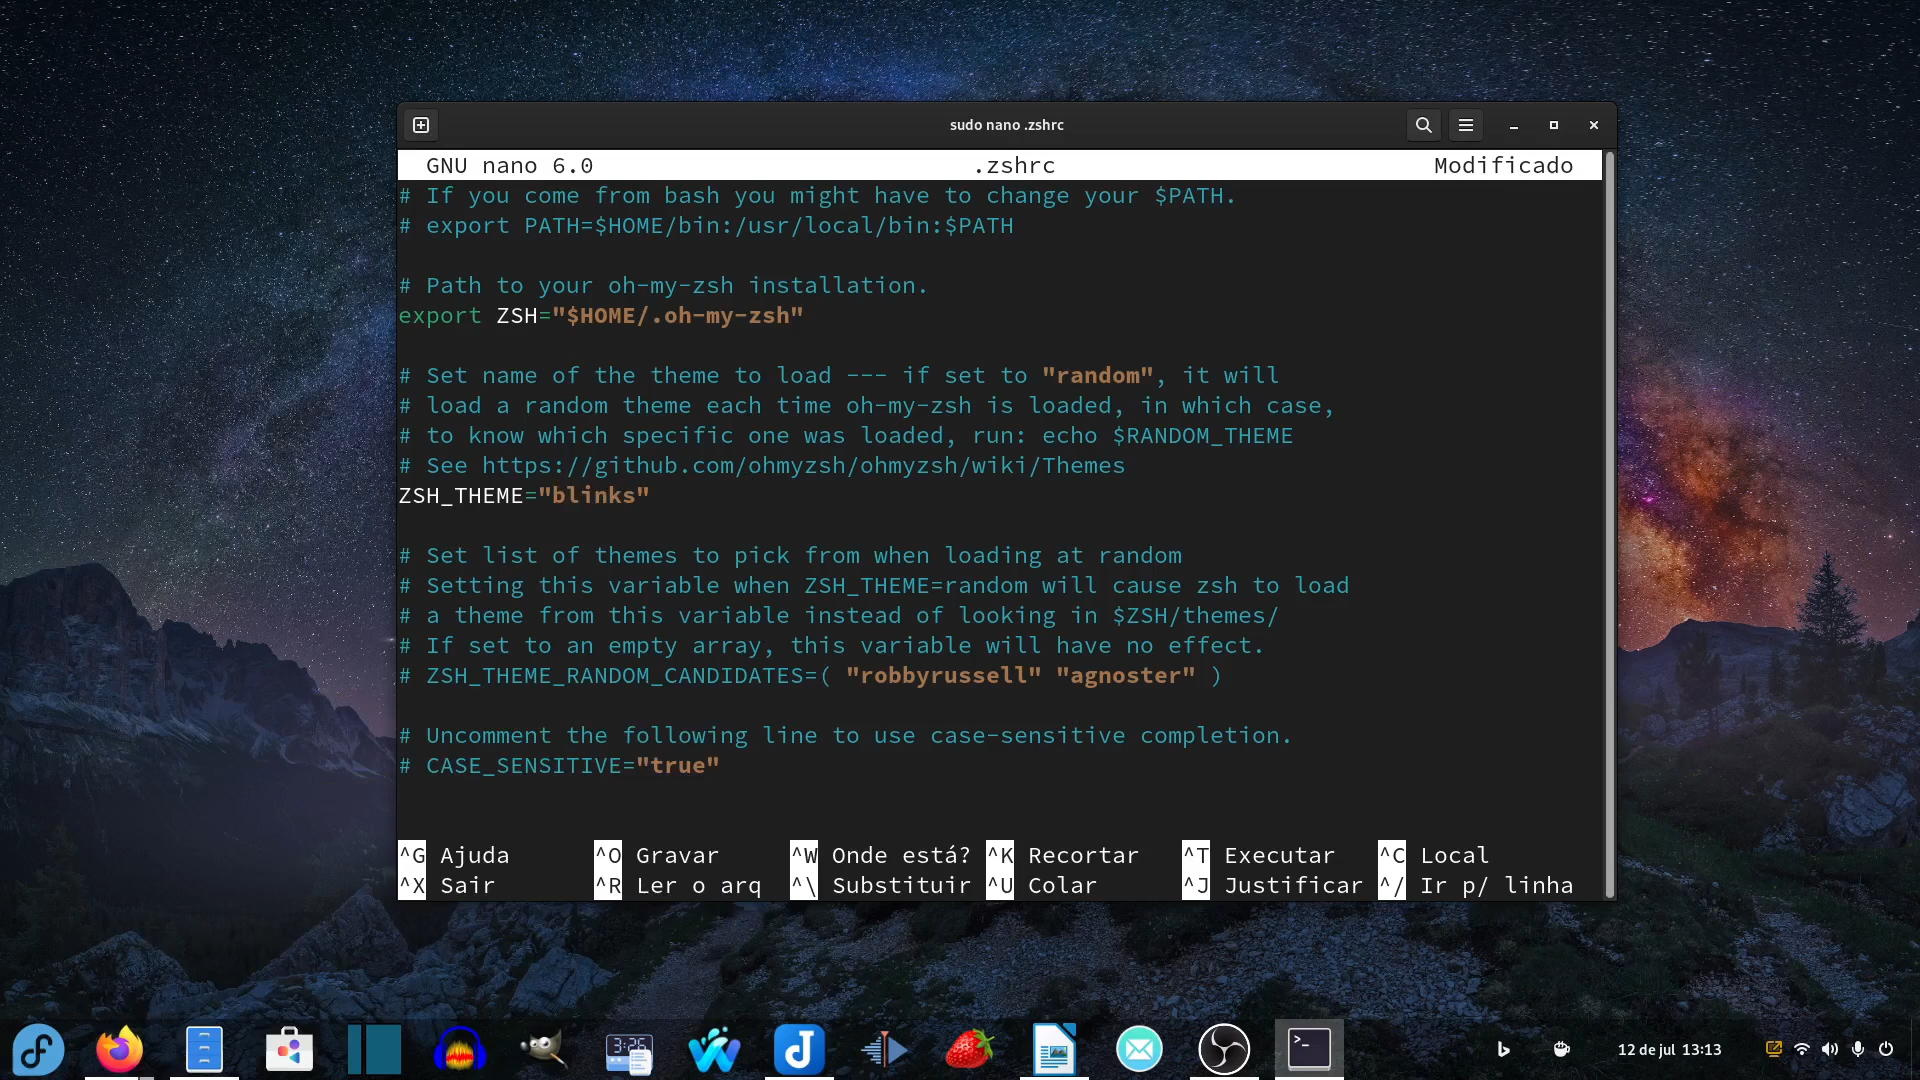 sudo nano .zshrc
GNU nano 6.0 .zshrc Modificado
# If you come from bash you might have to change your $PATH.
# export PATH=$HOME/bin:/usr/local/bin:$PATH
# Path to your oh-my-zsh installation.
export ZSH="$HOME/.oh-my-zsh"
# Set name of the theme to load --- if set to "random", it will
# load a random theme each time oh-my-zsh is loaded, in which case,
# to know which specific one was loaded, run: echo $RANDOM_THEME
# See https://github.com/ohmyzsh/ohmyzsh/wiki/Themes
ZSH_THEME="blinks"
# Set list of themes to pick from when loading at random
# Setting this variable when ZSH_THEME=random will cause zsh to load
# a theme from this variable instead of looking in $ZSH/themes/
# If set to an empty array, this variable will have no effect.
# ZSH_THEME_RANDOM_CANDIDATES=( "robbyrussell" "agnoster" )
# Uncomment the following line to use case-sensitive completion.
# CASE_SENSITIVE="true"
^G Ajuda ^O Gravar ^W Onde está? ^K Recortar ^T Executar ^C Local
^X Sair ^R Ler o arq ^\ Substituir ^U Colar ^J Justificar ^/ Ir p/ linha
3:25
12 de jul 13:13